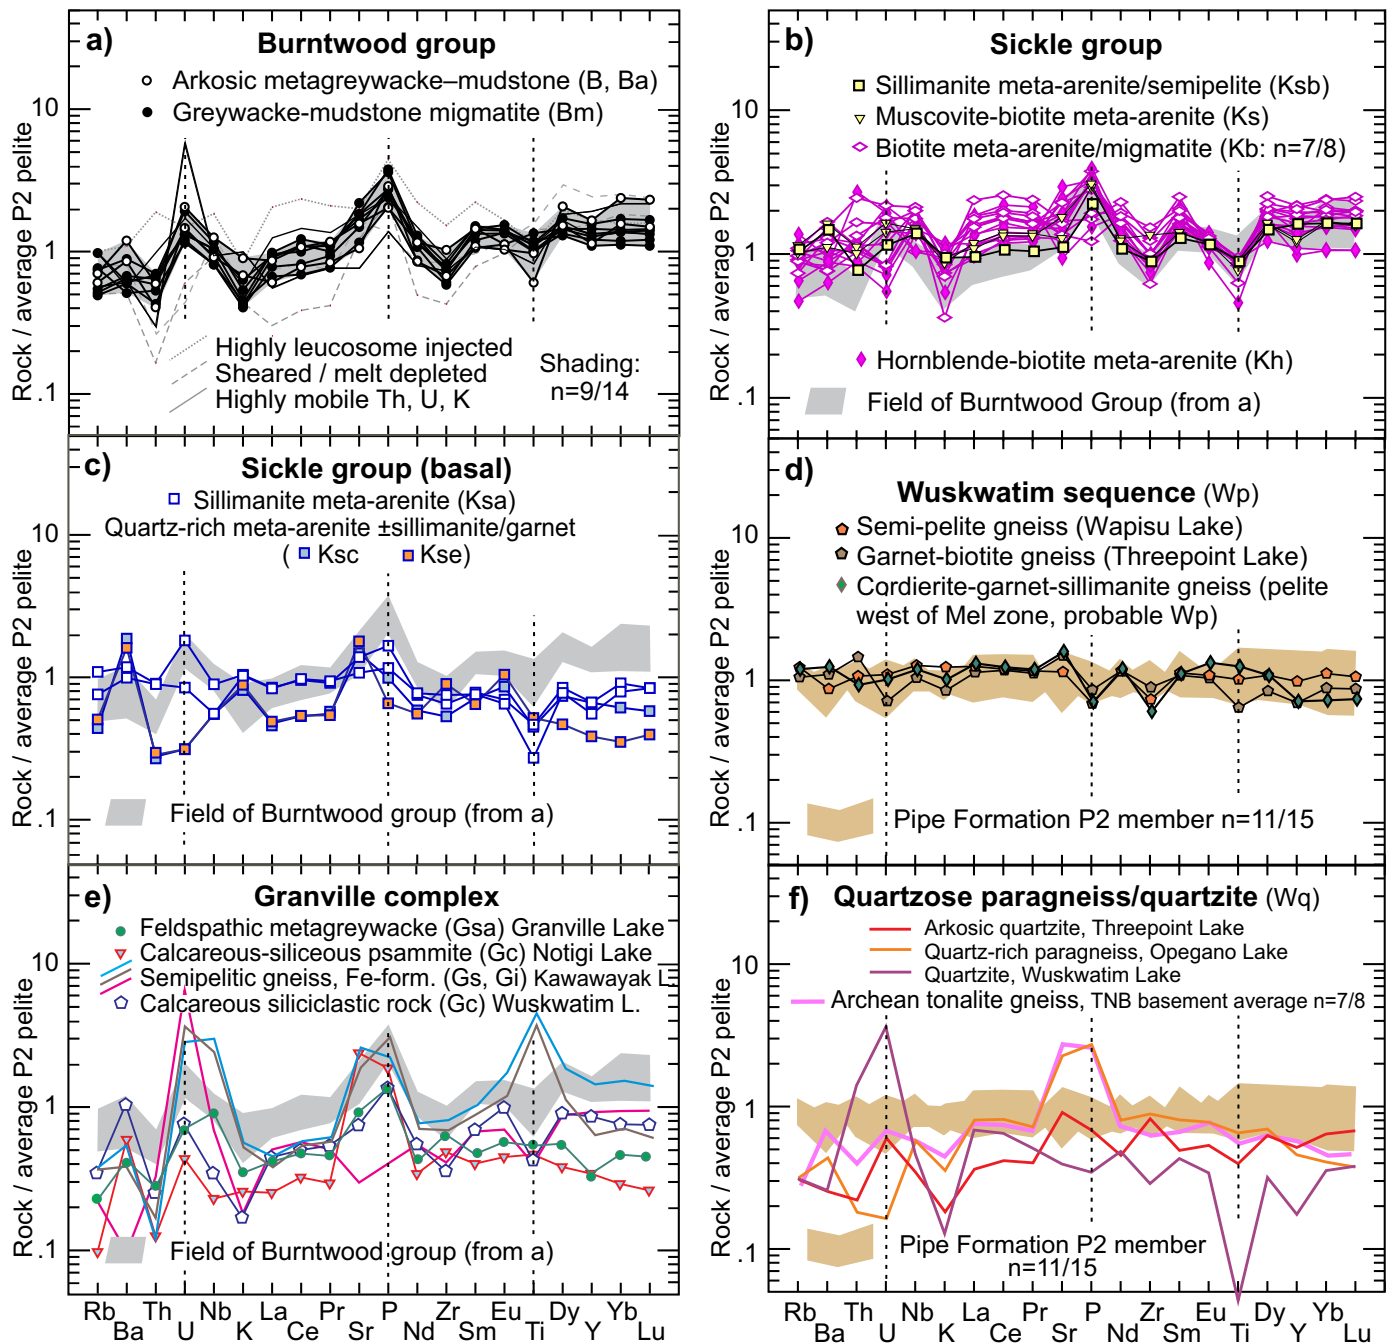 a)
Burntwood group
Arkosic metagreywacke–mudstone (B, Ba)
Greywacke-mudstone migmatite (Bm)
10
1
.1
Rock / average P2 pelite
Highly leucosome injected
Sheared / melt depleted
Highly mobile Th, U, K
Shading:
n=9/14
b)
Sickle group
Sillimanite meta-arenite/semipelite (Ksb)
Muscovite-biotite meta-arenite (Ks)
Biotite meta-arenite/migmatite (Kb: n=7/8)
10
1
.1
Rock / average P2 pelite
Hornblende-biotite meta-arenite (Kh)
Field of Burntwood Group (from a)
c)
Sickle group (basal)
Sillimanite meta-arenite (Ksa)
Quartz-rich meta-arenite ±sillimanite/garnet
( Ksc Kse)
10
1
.1
Rock / average P2 pelite
Field of Burntwood group (from a)
d)
Wuskwatim sequence (Wp)
Semi-pelite gneiss (Wapisu Lake)
Garnet-biotite gneiss (Threepoint Lake)
Cordierite-garnet-sillimanite gneiss (pelite
west of Mel zone, probable Wp)
10
1
.1
Rock / average P2 pelite
Pipe Formation P2 member n=11/15
e)
Granville complex
Feldspathic metagreywacke (Gsa) Granville Lake
Calcareous-siliceous psammite (Gc) Notigi Lake
Semipelitic gneiss, Fe-form. (Gs, Gi) Kawawayak L.
Calcareous siliciclastic rock (Gc) Wuskwatim L.
10
1
0.1
Rock / average P2 pelite
Field of Burntwood group (from a)
Rb Ba Th U Nb K La Ce Pr Sr P Nd Zr Sm Eu Ti Dy Y Yb Lu
f)
Quartzose paragneiss/quartzite (Wq)
Arkosic quartzite, Threepoint Lake
Quartz-rich paragneiss, Opegano Lake
Quartzite, Wuskwatim Lake
Archean tonalite gneiss, TNB basement average n=7/8
10
1
0.1
Rock / average P2 pelite
Pipe Formation P2 member
n=11/15
Rb Ba Th U Nb K La Ce Pr Sr P Nd Zr Sm Eu Ti Dy Y Yb Lu